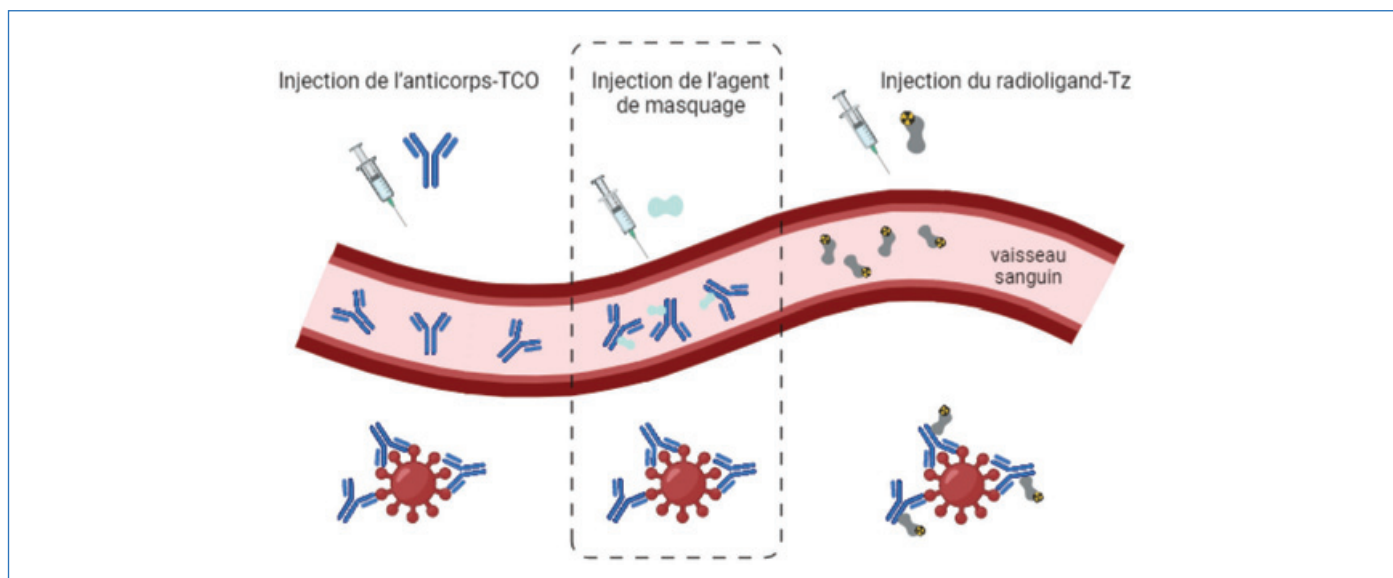 Injection de l'anticorps-TCO
Injection de l'agent
de masquage
Injection du radioligand-Tz
vaisseau
sanguin